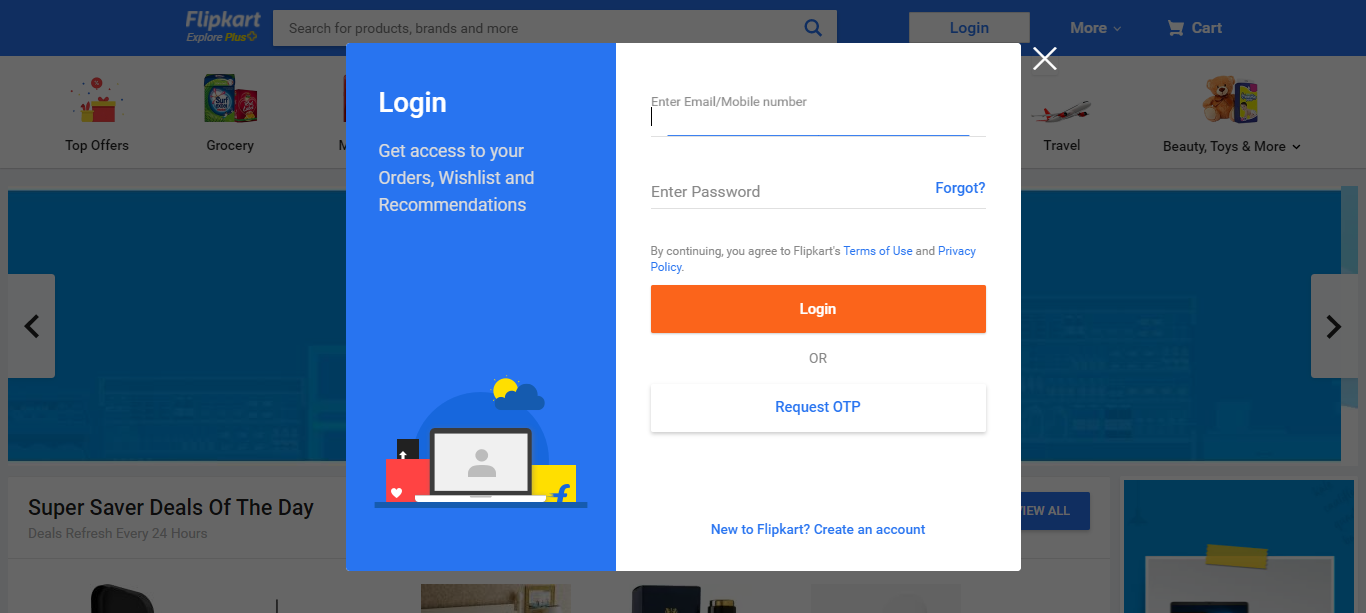 Flipkart
Explore Plus
Search for products, brands and more
Login
More
Cart
Top Offers
Grocery
M
Travel
Beauty, Toys & More
Login
Get access to your
Orders, Wishlist and
Recommendations
Enter Email/Mobile number
Enter Password
Forgot?
By continuing, you agree to Flipkart's Terms of Use and Privacy
Policy.
Login
OR
Request OTP
New to Flipkart? Create an account
Super Saver Deals Of The Day
Deals Refresh Every 24 Hours
VIEW ALL